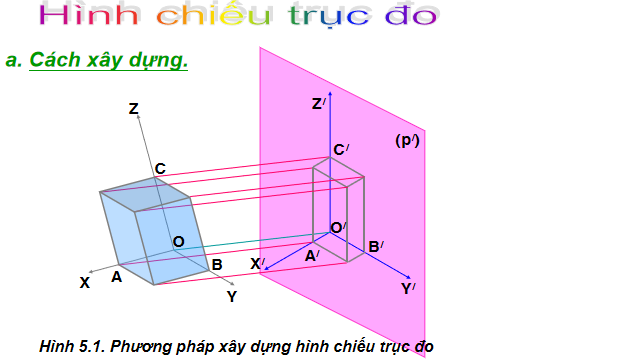 Hình chiếu trục đo
a. Cách xây dựng.
Z
Z/
(p/)
C/
C
O
O/
B/
A/
X/
X
A
B
Y
Y/
Hình 5.1. Phương pháp xây dựng hình chiếu trục đo